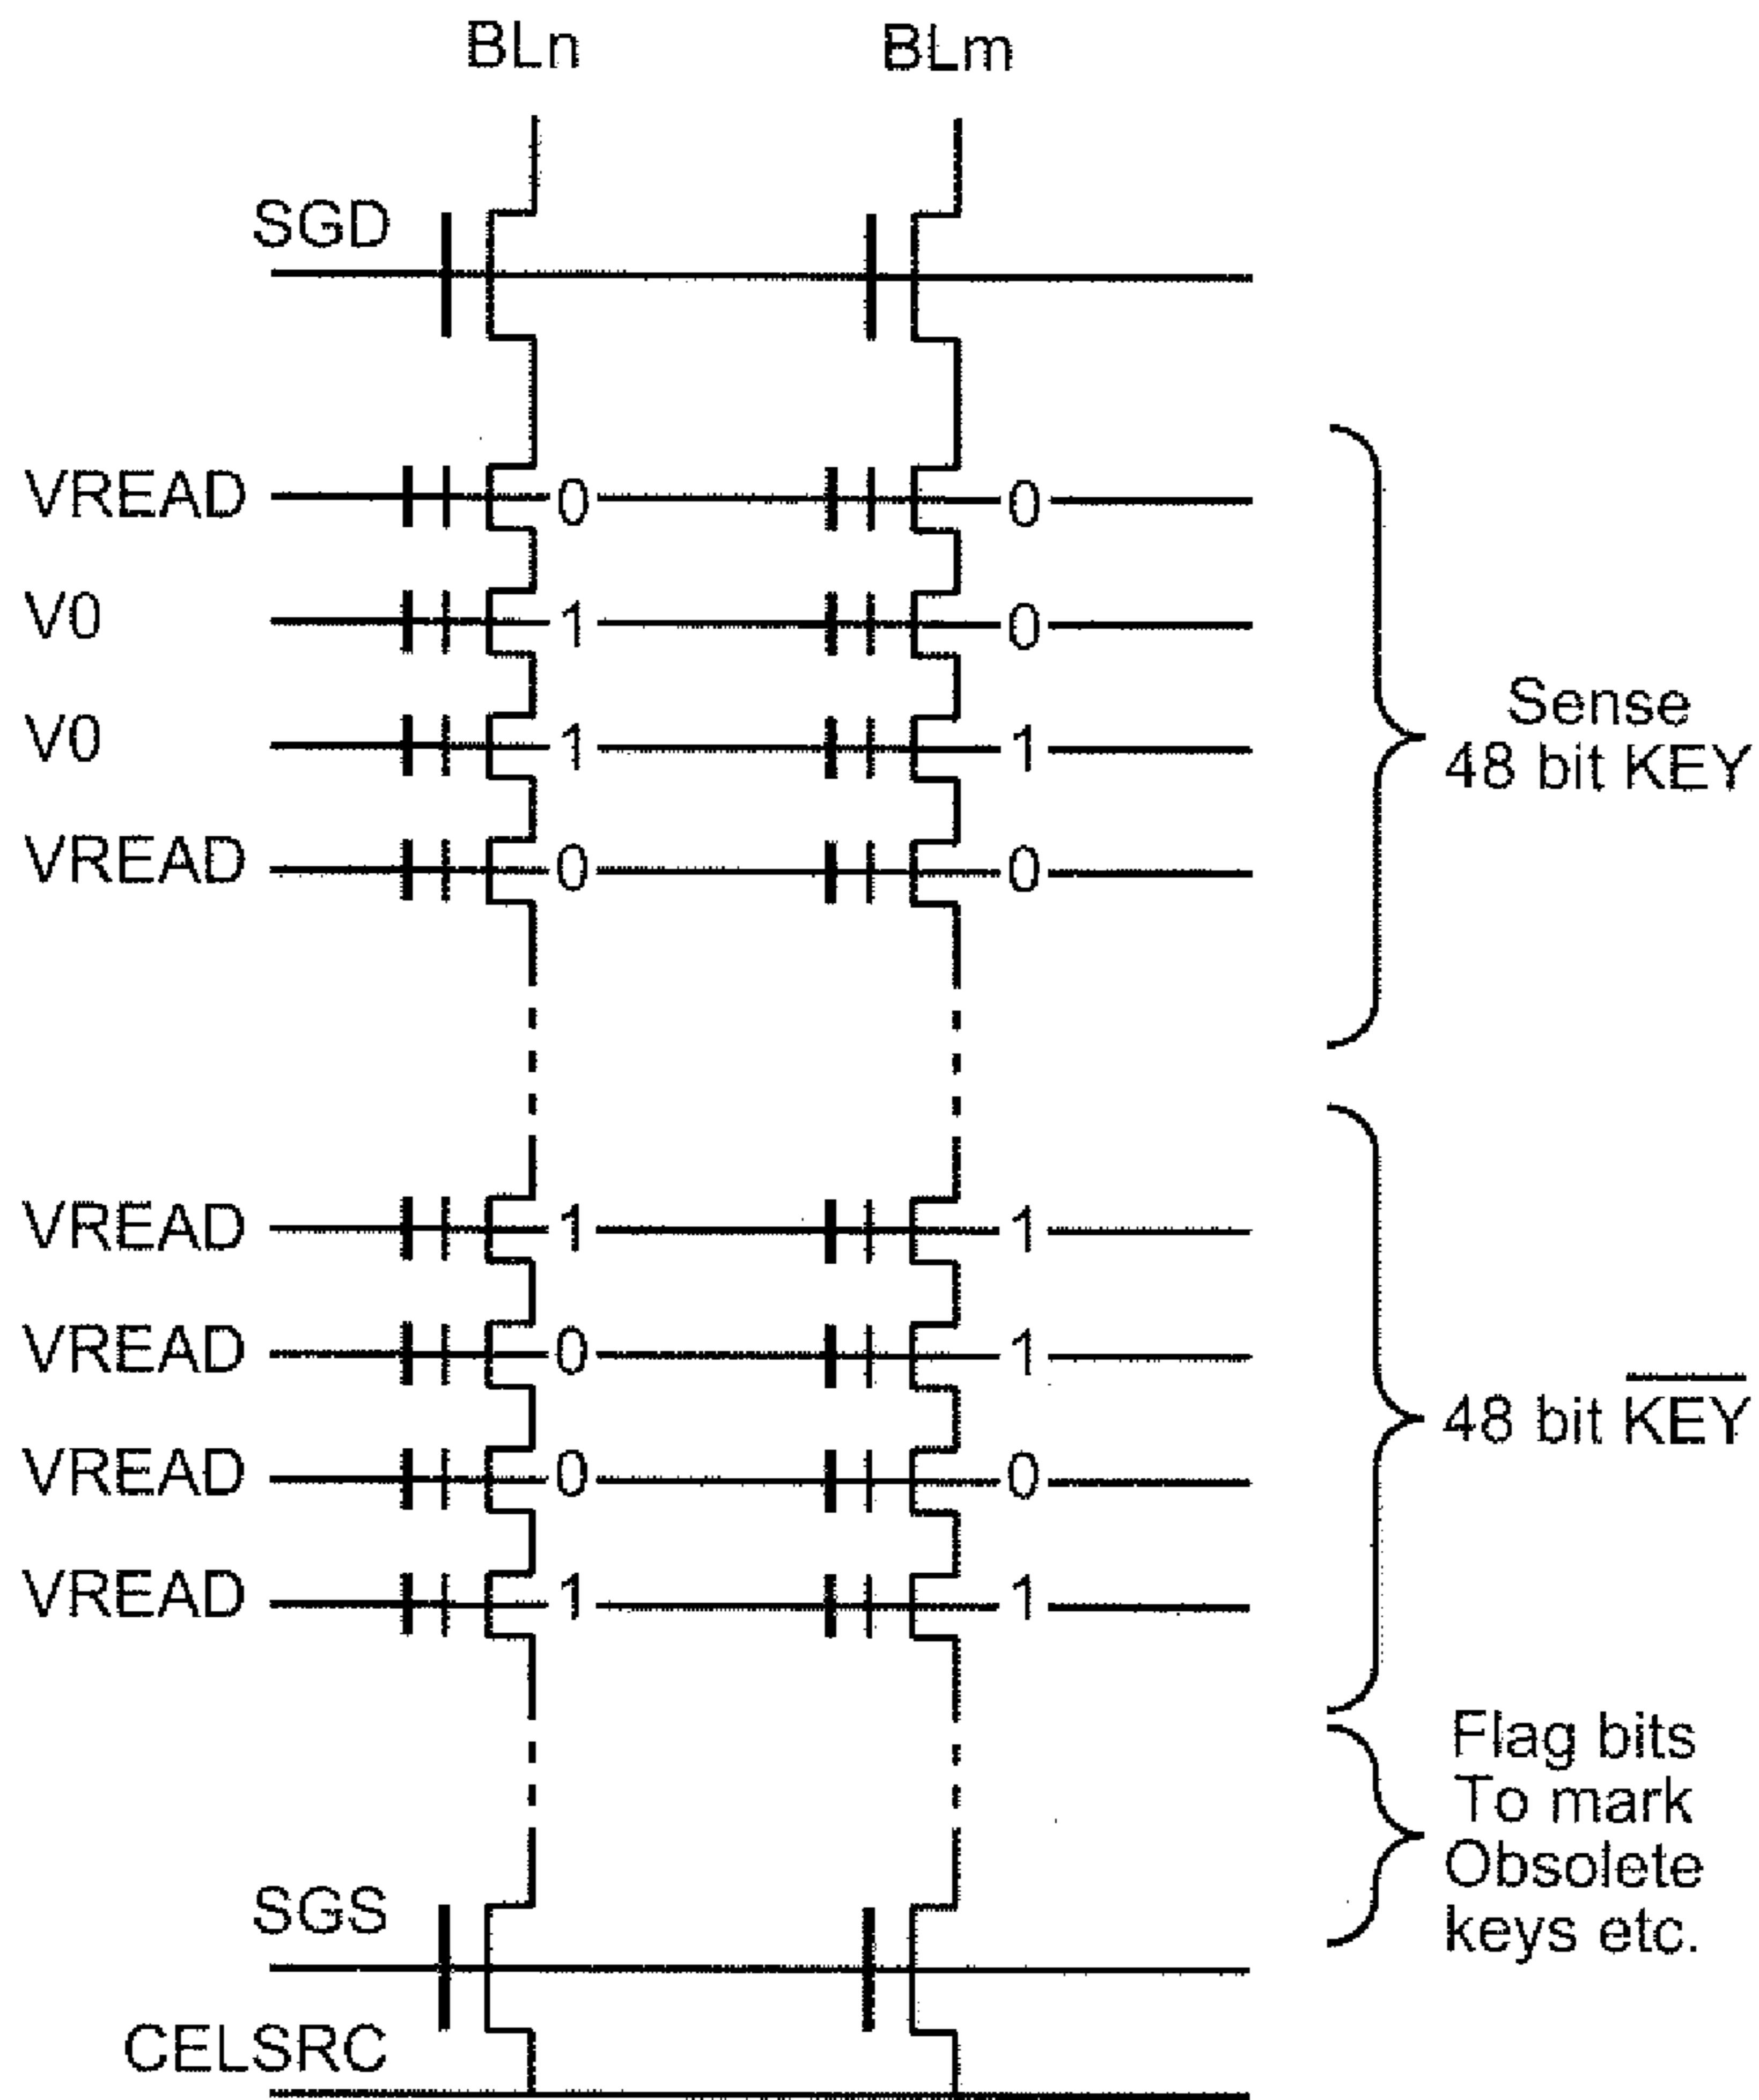 BLn BLm
SGD
VREAD 0 0
V0 1 0
V0 1 1
VREAD 0 0
Sense
48 bit KEY
VREAD 1 1
VREAD 0 1
VREAD 0 0
VREAD 1 1
48 bit K̅E̅Y̅
Flag bits
To mark
Obsolete
keys etc.
SGS
CELSRC